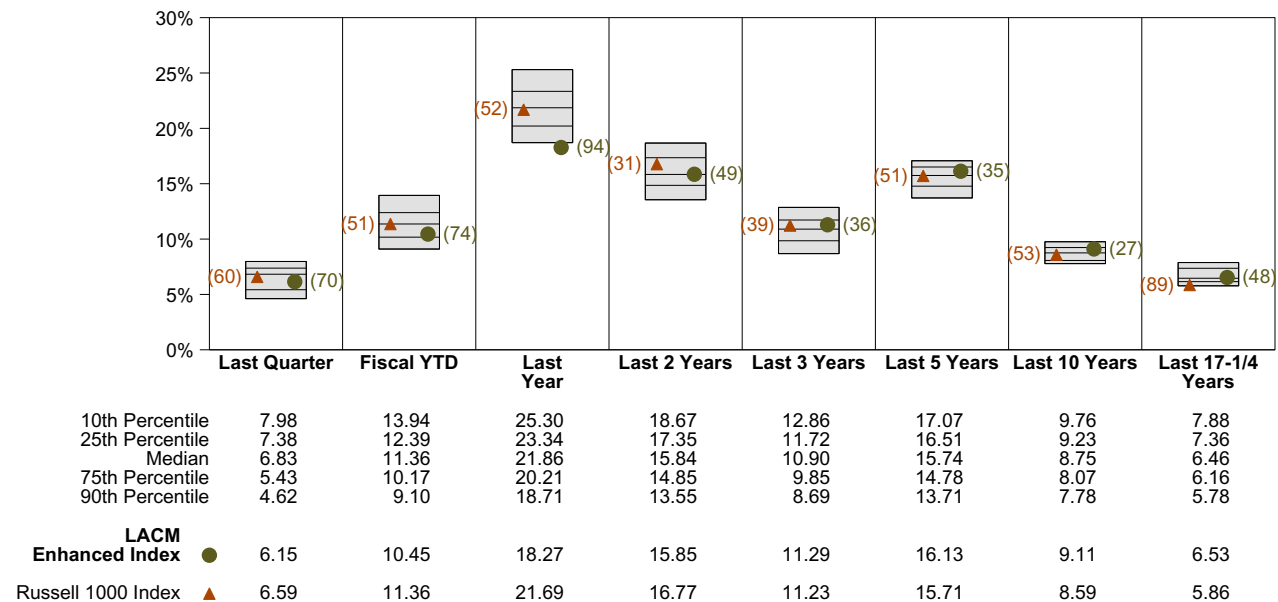 30%
25%
20%
15%
10%
5%
0%
(60) (70)
(51) (74)
(52) (94)
(31) (49)
(39) (36)
(51) (35)
(53) (27)
(89) (48)
Last Quarter Fiscal YTD Last Year Last 2 Years Last 3 Years Last 5 Years Last 10 Years Last 17-1/4 Years
10th Percentile 7.98 13.94 25.30 18.67 12.86 17.07 9.76 7.88
25th Percentile 7.38 12.39 23.34 17.35 11.72 16.51 9.23 7.36
Median 6.83 11.36 21.86 15.84 10.90 15.74 8.75 6.46
75th Percentile 5.43 10.17 20.21 14.85 9.85 14.78 8.07 6.16
90th Percentile 4.62 9.10 18.71 13.55 8.69 13.71 7.78 5.78
LACM
Enhanced Index 6.15 10.45 18.27 15.85 11.29 16.13 9.11 6.53
Russell 1000 Index 6.59 11.36 21.69 16.77 11.23 15.71 8.59 5.86